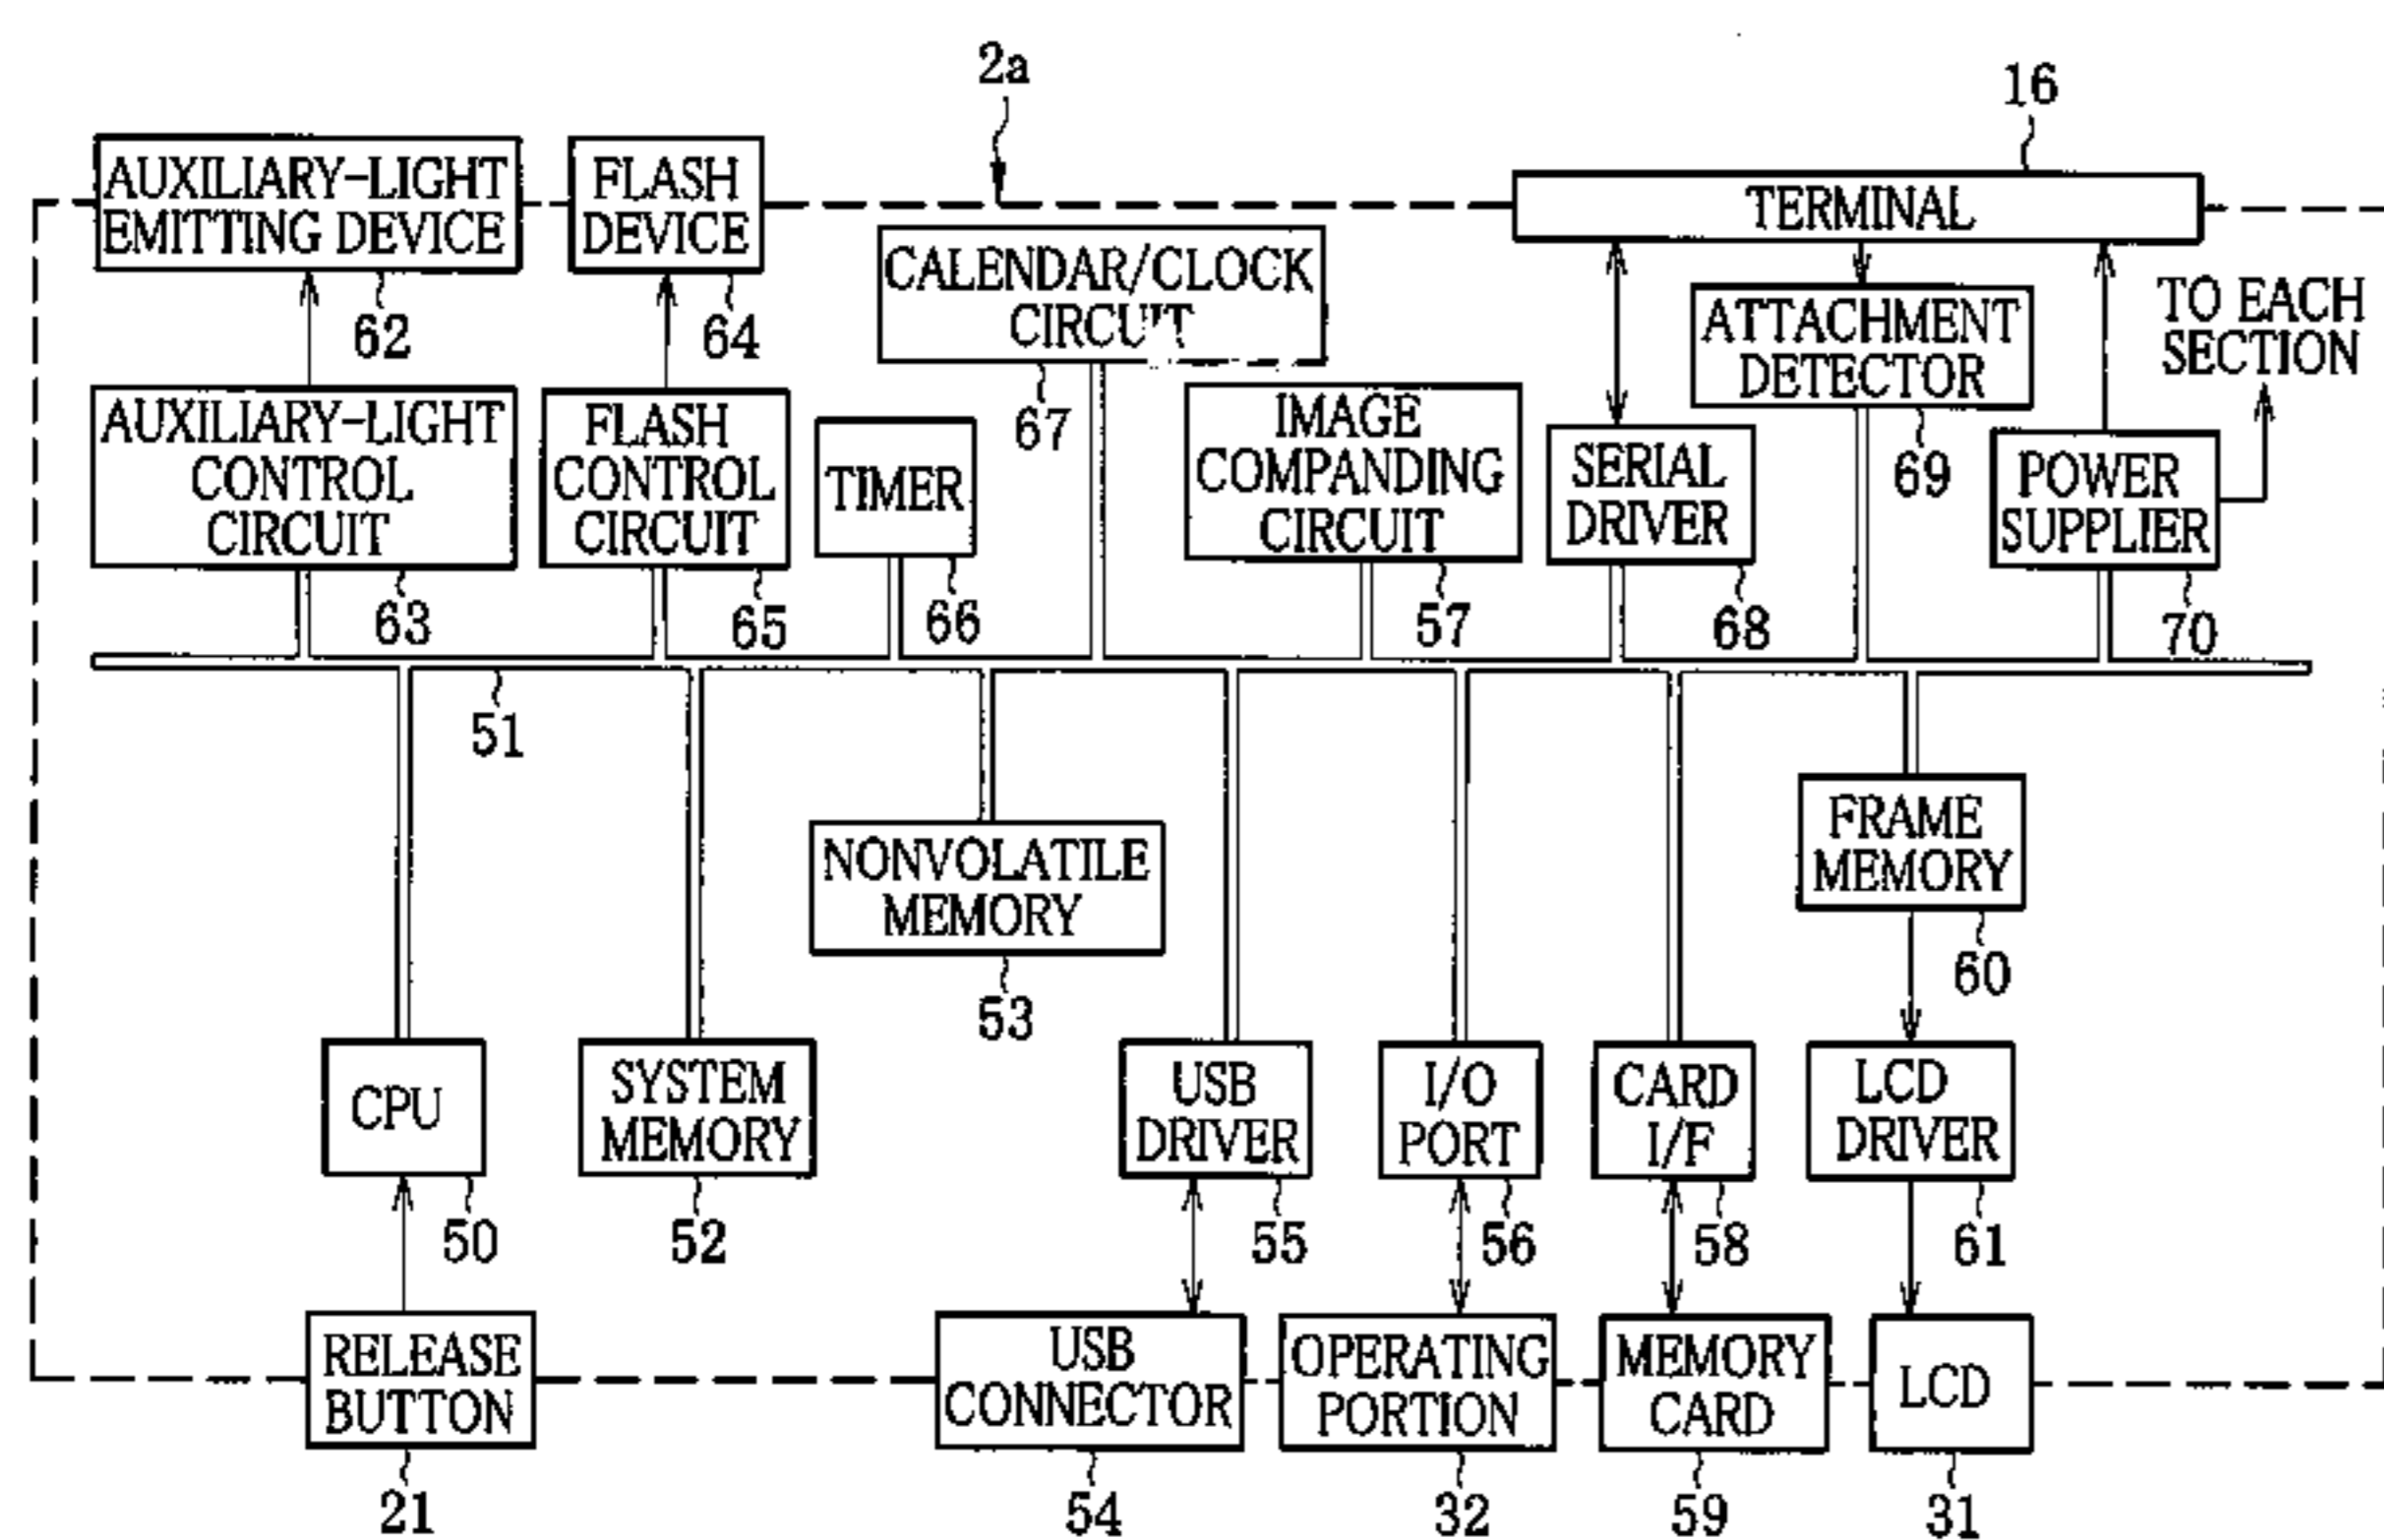 2a
16
AUXILIARY-LIGHT
EMITTING DEVICE
62
FLASH
DEVICE
64
CALENDAR/CLOCK
CIRCUIT
67
TERMINAL
ATTACHMENT
DETECTOR
69
TO EACH
SECTION
AUXILIARY-LIGHT
CONTROL
CIRCUIT
63
FLASH
CONTROL
CIRCUIT
65
TIMER
66
IMAGE
COMPANDING
CIRCUIT
57
SERIAL
DRIVER
68
POWER
SUPPLIER
70
51
NONVOLATILE
MEMORY
53
FRAME
MEMORY
60
CPU
50
SYSTEM
MEMORY
52
USB
DRIVER
55
I/O
PORT
56
CARD
I/F
58
LCD
DRIVER
61
RELEASE
BUTTON
21
USB
CONNECTOR
54
OPERATING
PORTION
32
MEMORY
CARD
59
LCD
31